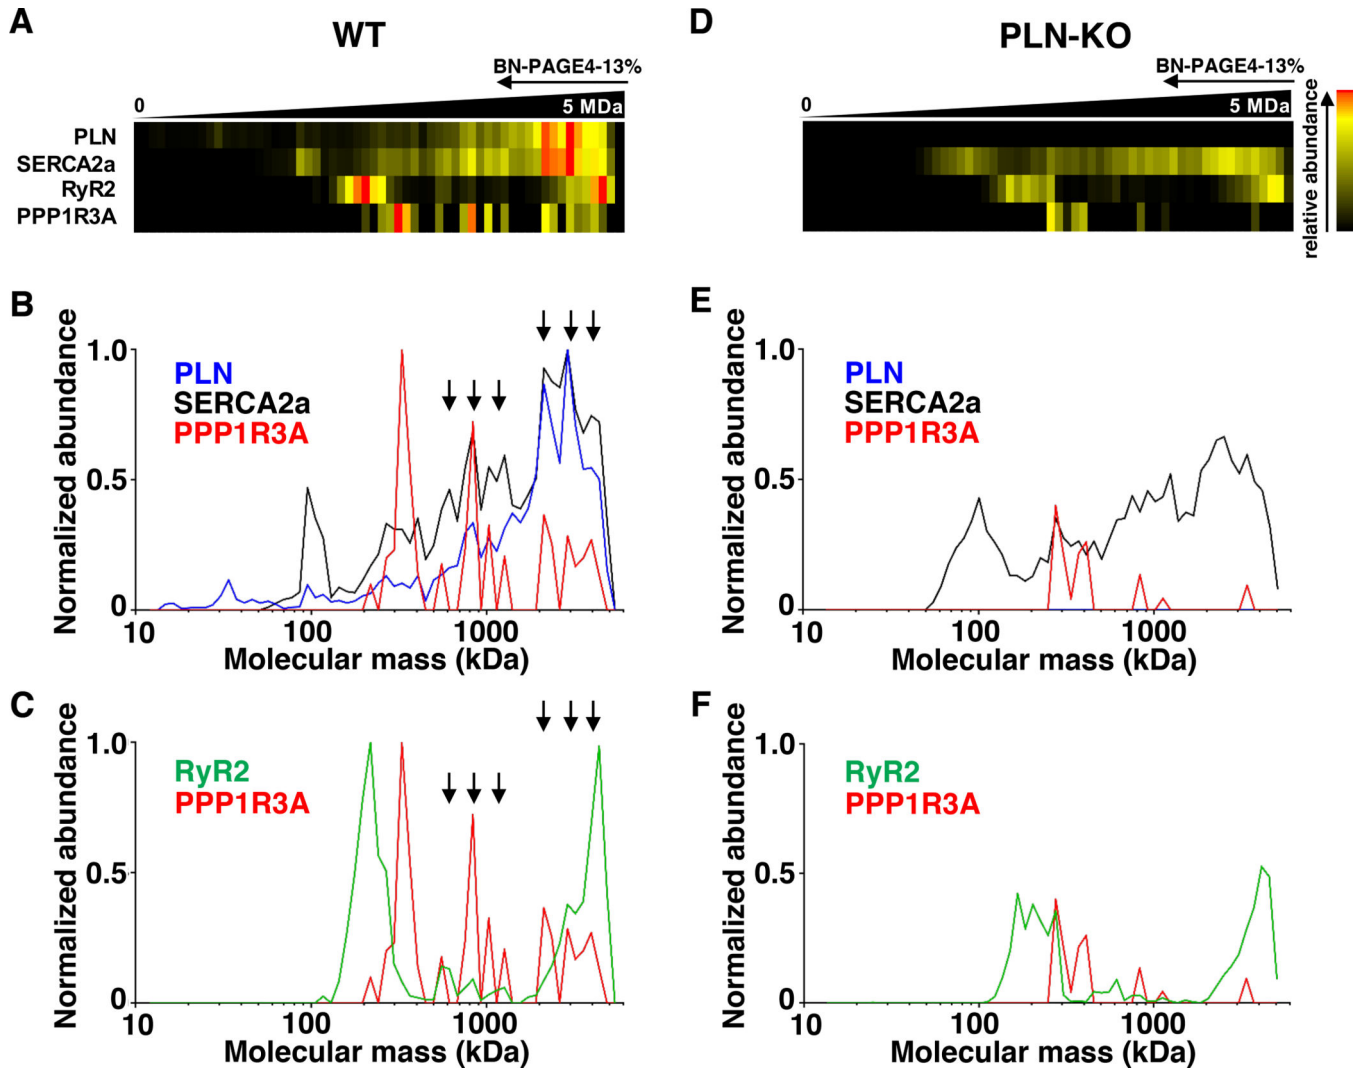 A
WT
BN-PAGE4-13%
0
5 MDa
PLN
SERCA2a
RyR2
PPP1R3A
D
PLN-KO
BN-PAGE4-13%
0
5 MDa
relative abundance
B
Normalized abundance
1.0
0.5
0
PLN
SERCA2a
PPP1R3A
10
100
1000
Molecular mass (kDa)
E
Normalized abundance
1.0
0.5
0
PLN
SERCA2a
PPP1R3A
10
100
1000
Molecular mass (kDa)
C
Normalized abundance
1.0
0.5
0
RyR2
PPP1R3A
10
100
1000
Molecular mass (kDa)
F
Normalized abundance
1.0
0.5
0
RyR2
PPP1R3A
10
100
1000
Molecular mass (kDa)